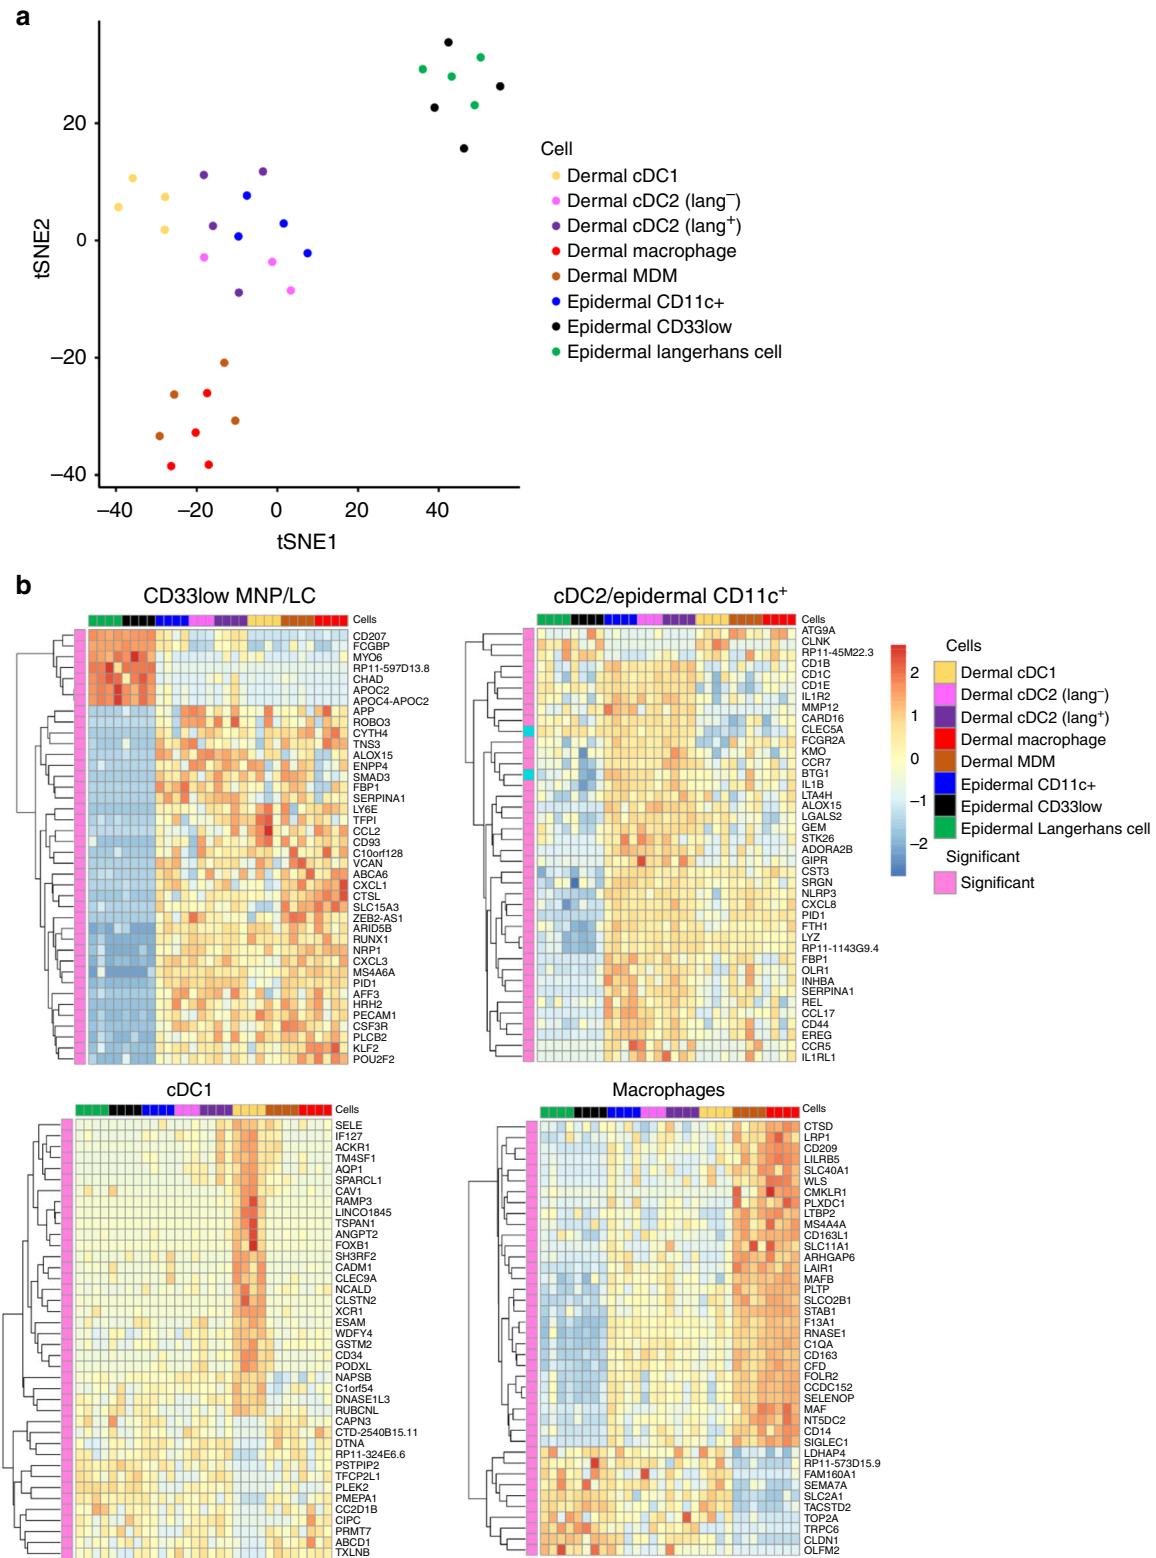 a
20
0
−20
−40
tSNE2
−40
−20
0
20
40
tSNE1
Cell
Dermal cDC1
Dermal cDC2 (lang−)
Dermal cDC2 (lang+)
Dermal macrophage
Dermal MDM
Epidermal CD11c+
Epidermal CD33low
Epidermal langerhans cell
b
CD33low MNP/LC
Cells
CD207
FCGBP
MYO6
RP11-597D13.8
CHAD
APOC2
APOC4-APOC2
APP
ROBO3
CYTH4
TNS3
ALOX15
ENPP4
SMAD3
FBP1
SERPINA1
LY6E
TFPI
CCL2
CD93
C10orf128
VCAN
ABCA6
CXCL1
CTSL
SLC15A3
ZEB2-AS1
ARID5B
RUNX1
NRP1
CXCL3
MS4A6A
PID1
AFF3
HRH2
PECAM1
CSF3R
PLCB2
KLF2
POU2F2
cDC2/epidermal CD11c+
Cells
ATG9A
CLNK
RP11-45M22.3
CD1B
CD1C
CD1E
IL1R2
MMP12
CARD16
CLEC5A
FCGR2A
KMO
CCR7
BTG1
IL1B
LTA4H
ALOX15
LGALS2
GEM
STK26
ADORA2B
GIPR
CST3
SRGN
NLRP3
CXCL8
PID1
FTH1
LYZ
RP11-1143G9.4
FBP1
OLR1
INHBA
SERPINA1
REL
CCL17
CD44
EREG
CCR5
IL1RL1
2
1
0
−1
−2
Cells
Dermal cDC1
Dermal cDC2 (lang−)
Dermal cDC2 (lang+)
Dermal macrophage
Dermal MDM
Epidermal CD11c+
Epidermal CD33low
Epidermal Langerhans cell
Significant
Significant
cDC1
Cells
SELE
IF127
ACKR1
TM4SF1
AQP1
SPARCL1
CAV1
RAMP3
LINCO1845
TSPAN1
ANGPT2
FOXB1
SH3RF2
CADM1
CLEC9A
NCALD
CLSTN2
XCR1
ESAM
WDFY4
GSTM2
CD34
PODXL
NAPSB
C1orf54
DNASE1L3
RUBCNL
CAPN3
CTD-2540B15.11
DTNA
RP11-324E6.6
PSTPIP2
TFCP2L1
PLEK2
PMEPA1
CC2D1B
CIPC
PRMT7
ABCD1
TXLNB
Macrophages
Cells
CTSD
LRP1
CD209
LILRB5
SLC40A1
WLS
CMKLR1
PLXDC1
LTBP2
MS4A4A
CD163L1
SLC11A1
ARHGAP6
LAIR1
MAFB
PLTP
SLCO2B1
STAB1
F13A1
RNASE1
C1QA
CD163
CFD
FOLR2
CCDC152
SELENOP
MAF
NT5DC2
CD14
SIGLEC1
LDHAP4
RP11-573D15.9
FAM160A1
SEMA7A
SLC2A1
TACSTD2
TOP2A
TRPC6
CLDN1
OLFM2